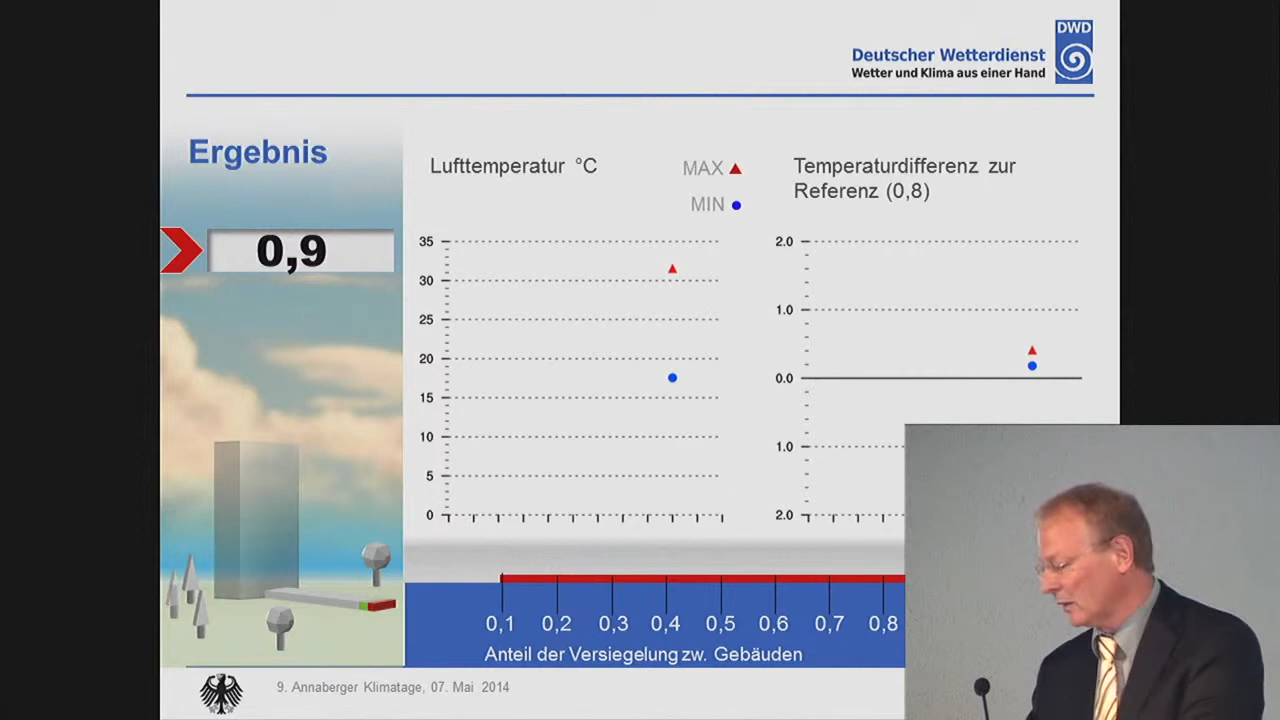 DWD
Deutscher Wetterdienst
Wetter und Klima aus einer Hand
Ergebnis
0,9
Lufttemperatur °C
MAX
MIN
35
30
25
20
15
10
5
0
Temperaturdifferenz zur
Referenz (0,8)
2.0
1.0
0.0
1.0
2.0
0,1 0,2 0,3 0,4 0,5 0,6 0,7 0,8
Anteil der Versiegelung zw. Gebäuden
9. Annaberger Klimatage, 07. Mai 2014